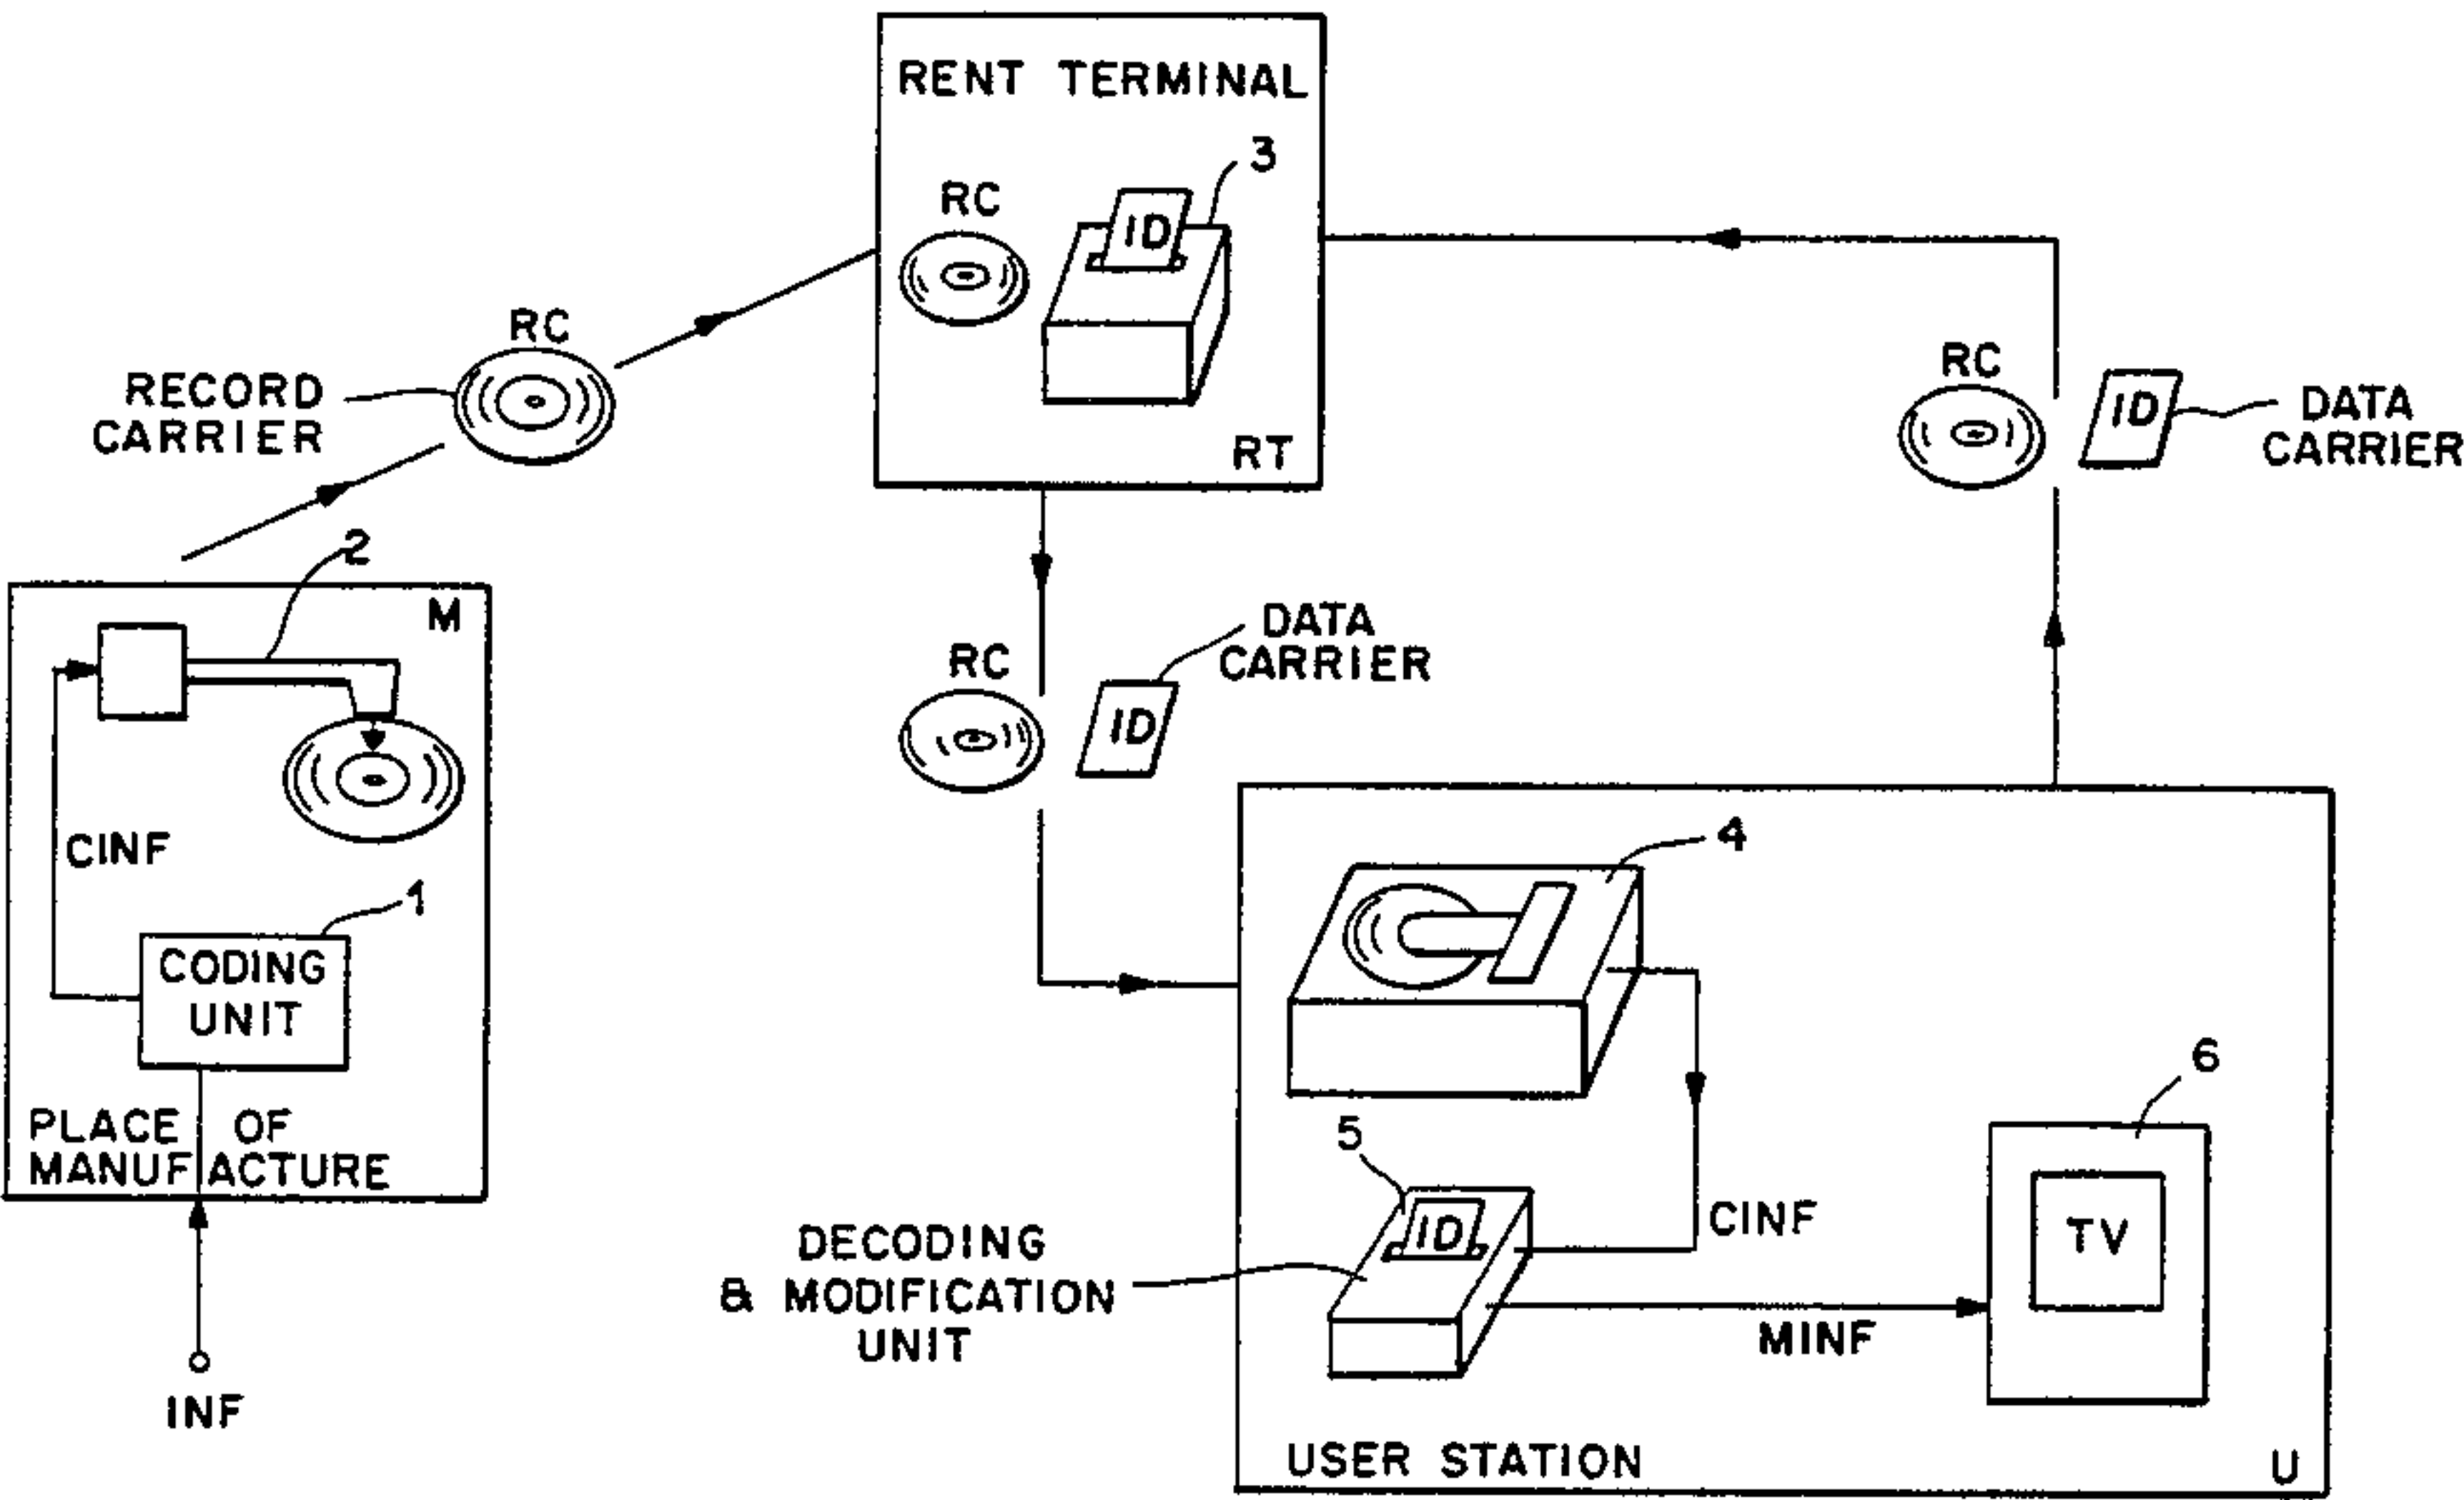 RENT TERMINAL
3
RC
ID
RT
RC
RECORD
CARRIER
RC
ID
DATA
CARRIER
2
M
CINF
1
CODING
UNIT
PLACE OF
MANUFACTURE
INF
DATA
CARRIER
RC
ID
4
5
ID
CINF
6
TV
DECODING
& MODIFICATION
UNIT
MINF
USER STATION
U